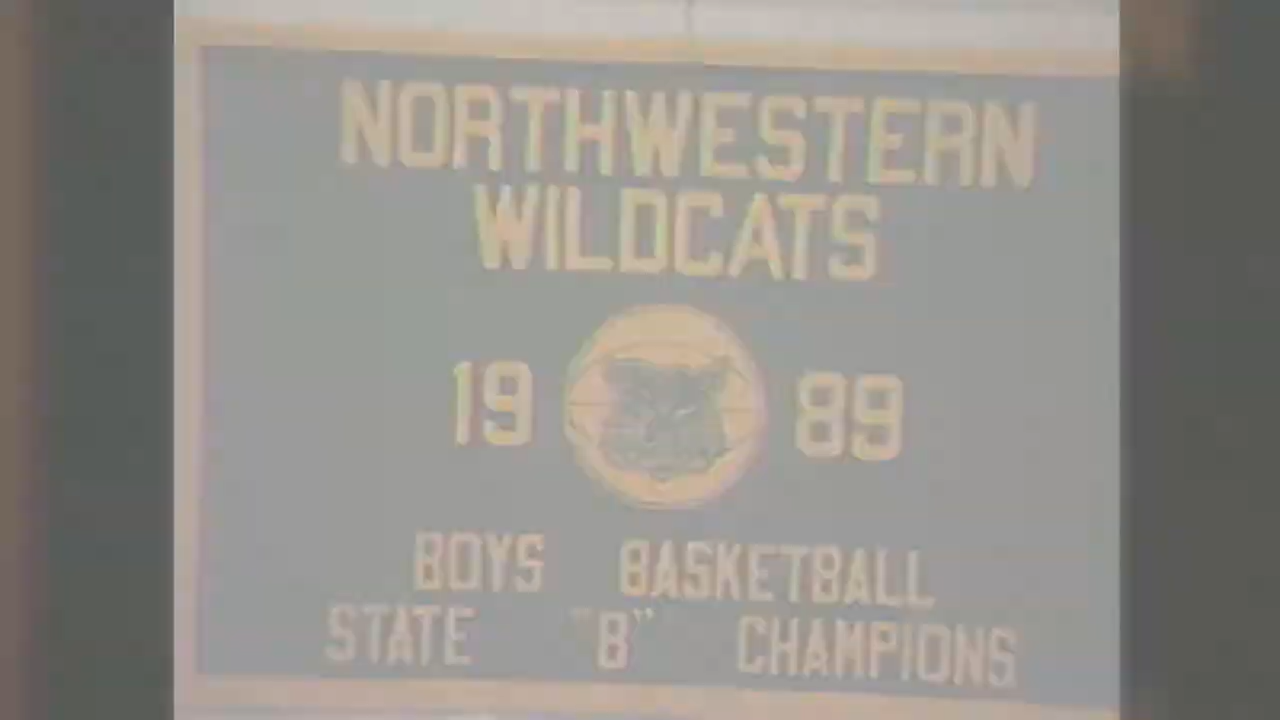 NORTHWESTERN
WILDCATS
19 89
BOYS BASKETBALL
STATE "B" CHAMPIONS